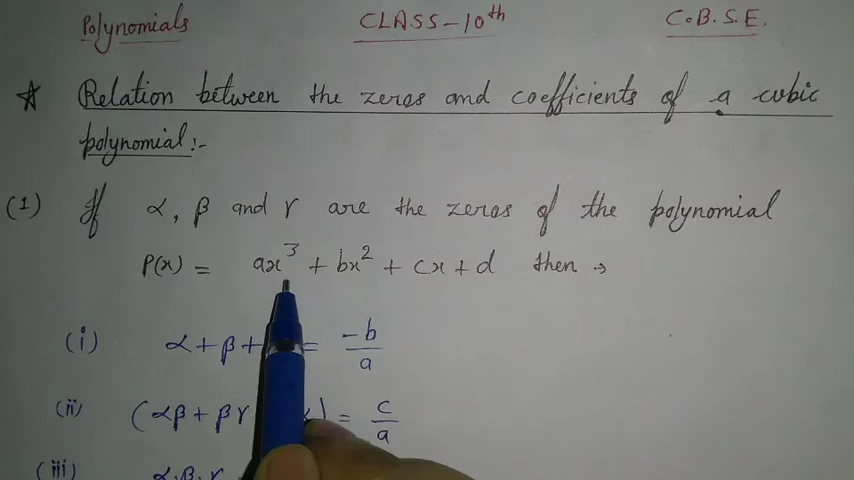 Polynomials CLASS-10th C.B.S.E.
☆ Relation between the zeros and coefficients of a cubic
polynomial:-
(1) If α, β and γ are the zeros of the polynomial
P(x) = ax³ + bx² + cx + d then →
(i) α + β + = -b/a
(ii) (αβ + βγ ) = c/a
(iii) α.β.γ